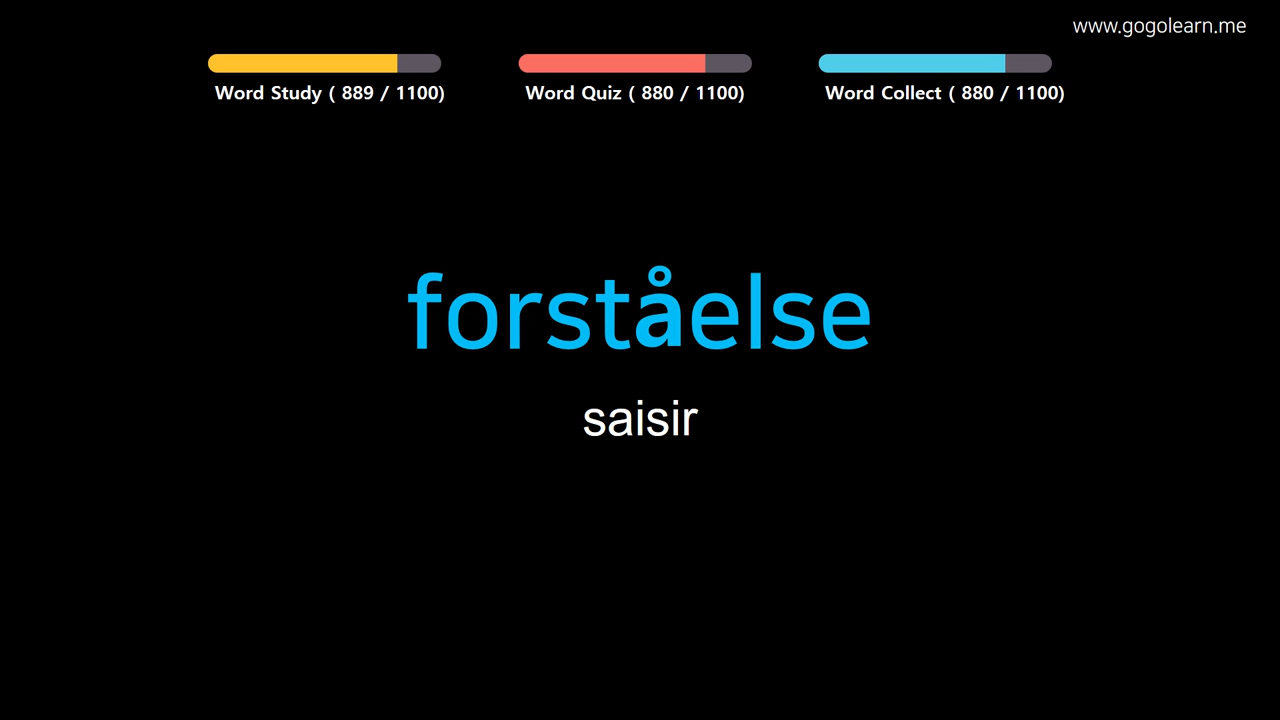 www.gogolearn.me
Word Study ( 889 / 1100)
Word Quiz ( 880 / 1100)
Word Collect ( 880 / 1100)
forståelse
saisir